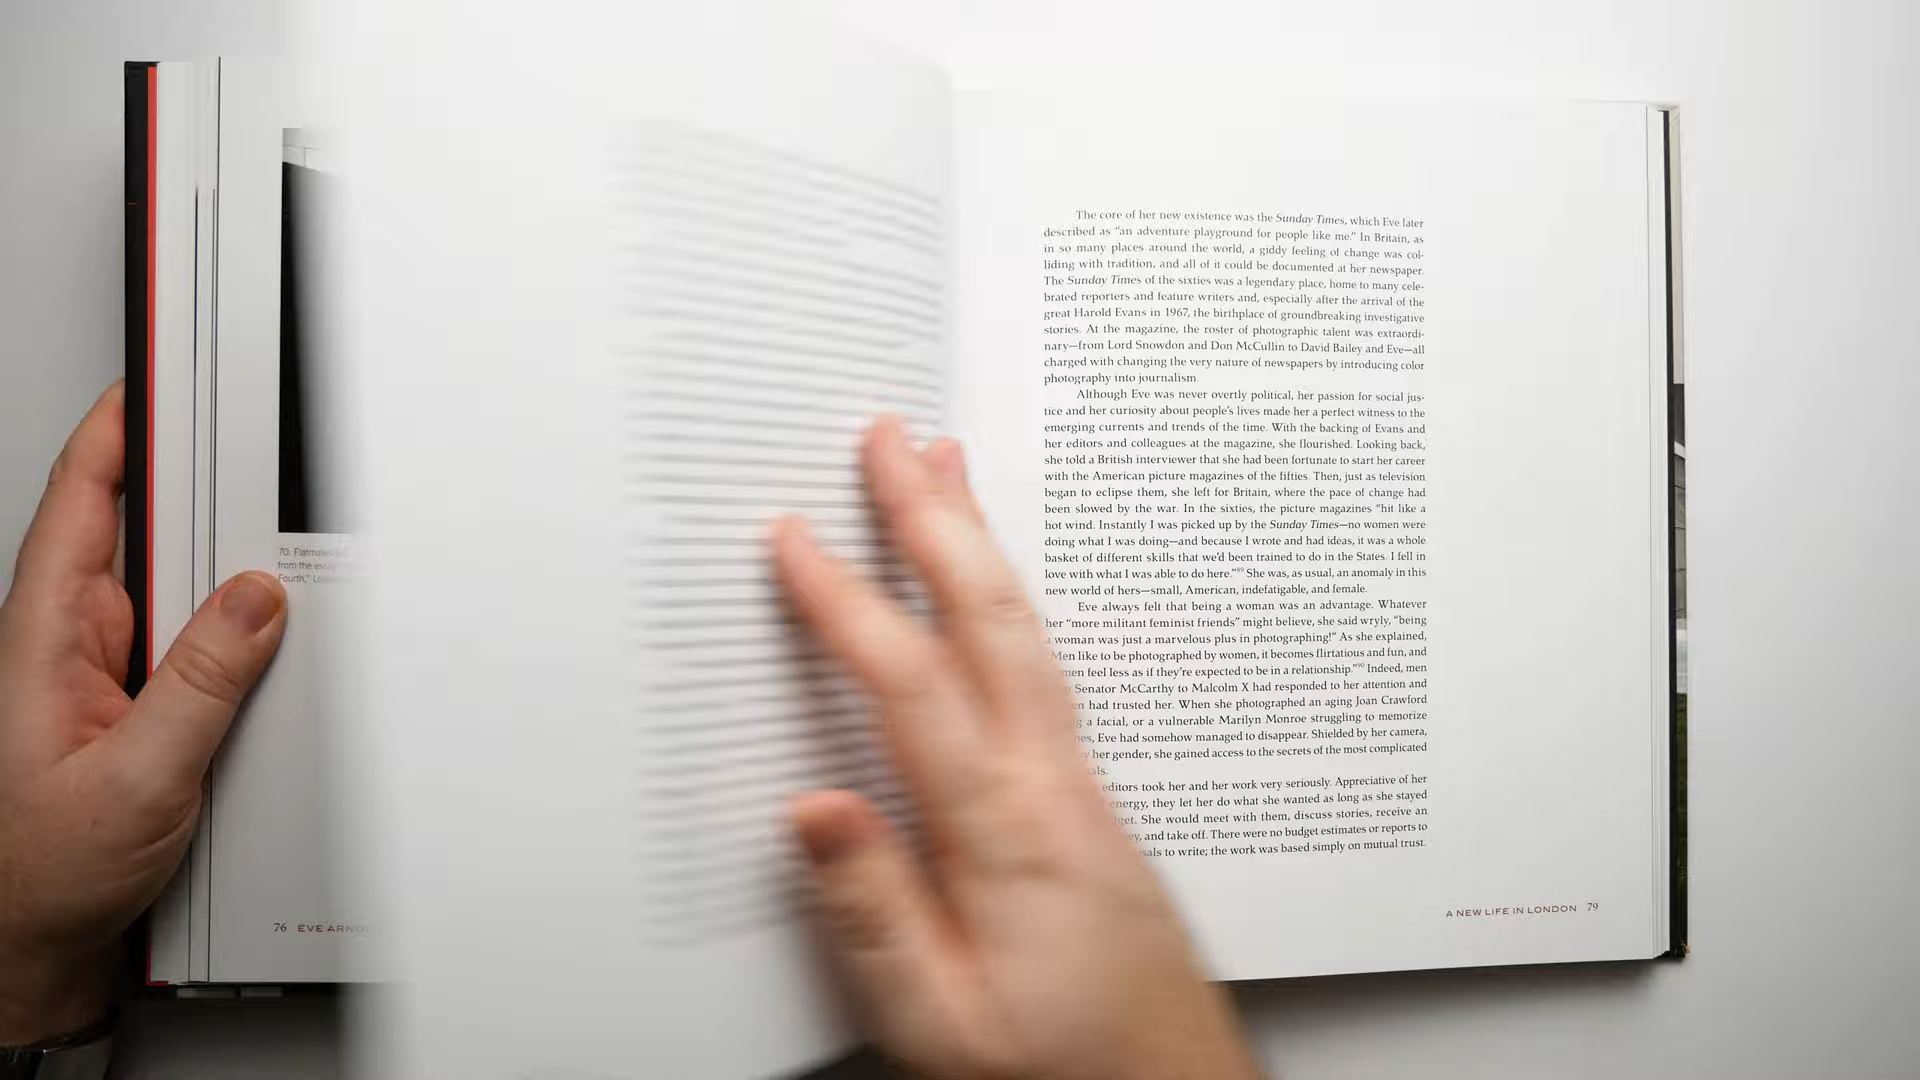 70. Flatmates
from the essay
Fourth,"
76 EVE ARNOLD
The core of her new existence was the Sunday Times, which Eve later
described as “an adventure playground for people like me.” In Britain, as
in so many places around the world, a giddy feeling of change was col-
liding with tradition, and all of it could be documented at her newspaper.
The Sunday Times of the sixties was a legendary place, home to many cele-
brated reporters and feature writers and, especially after the arrival of the
great Harold Evans in 1967, the birthplace of groundbreaking investigative
stories. At the magazine, the roster of photographic talent was extraordi-
nary—from Lord Snowdon and Don McCullin to David Bailey and Eve—all
charged with changing the very nature of newspapers by introducing color
photography into journalism.
Although Eve was never overtly political, her passion for social jus-
tice and her curiosity about people’s lives made her a perfect witness to the
emerging currents and trends of the time. With the backing of Evans and
her editors and colleagues at the magazine, she flourished. Looking back,
she told a British interviewer that she had been fortunate to start her career
with the American picture magazines of the fifties. Then, just as television
began to eclipse them, she left for Britain, where the pace of change had
been slowed by the war. In the sixties, the picture magazines “hit like a
hot wind. Instantly I was picked up by the Sunday Times—no women were
doing what I was doing—and because I wrote and had ideas, it was a whole
basket of different skills that we’d been trained to do in the States. I fell in
love with what I was able to do here.”89 She was, as usual, an anomaly in this
new world of hers—small, American, indefatigable, and female.
Eve always felt that being a woman was an advantage. Whatever
her “more militant feminist friends” might believe, she said wryly, “being
a woman was just a marvelous plus in photographing!” As she explained,
“Men like to be photographed by women, it becomes flirtatious and fun, and
women feel less as if they’re expected to be in a relationship.”90 Indeed, men
Senator McCarthy to Malcolm X had responded to her attention and
had trusted her. When she photographed an aging Joan Crawford
a facial, or a vulnerable Marilyn Monroe struggling to memorize
Eve had somehow managed to disappear. Shielded by her camera,
her gender, she gained access to the secrets of the most complicated
editors took her and her work very seriously. Appreciative of her
energy, they let her do what she wanted as long as she stayed
She would meet with them, discuss stories, receive an
and take off. There were no budget estimates or reports to
to write; the work was based simply on mutual trust.
A NEW LIFE IN LONDON 79